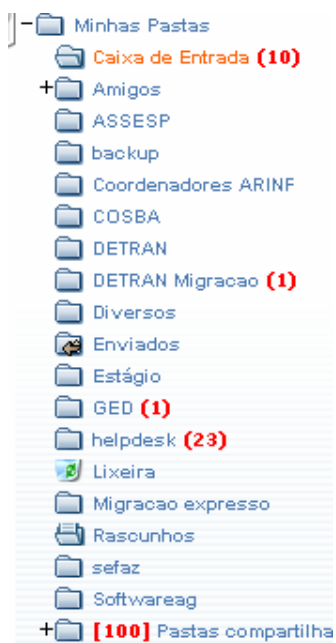 Minhas Pastas
Caixa de Entrada (10)
Amigos
ASSESP
backup
Coordenadores ARINF
COSBA
DETRAN
DETRAN Migracao (1)
Diversos
Enviados
Estágio
GED (1)
helpdesk (23)
Lixeira
Migracao expresso
Rascunhos
sefaz
Softwareag
[100] Pastas compartilha